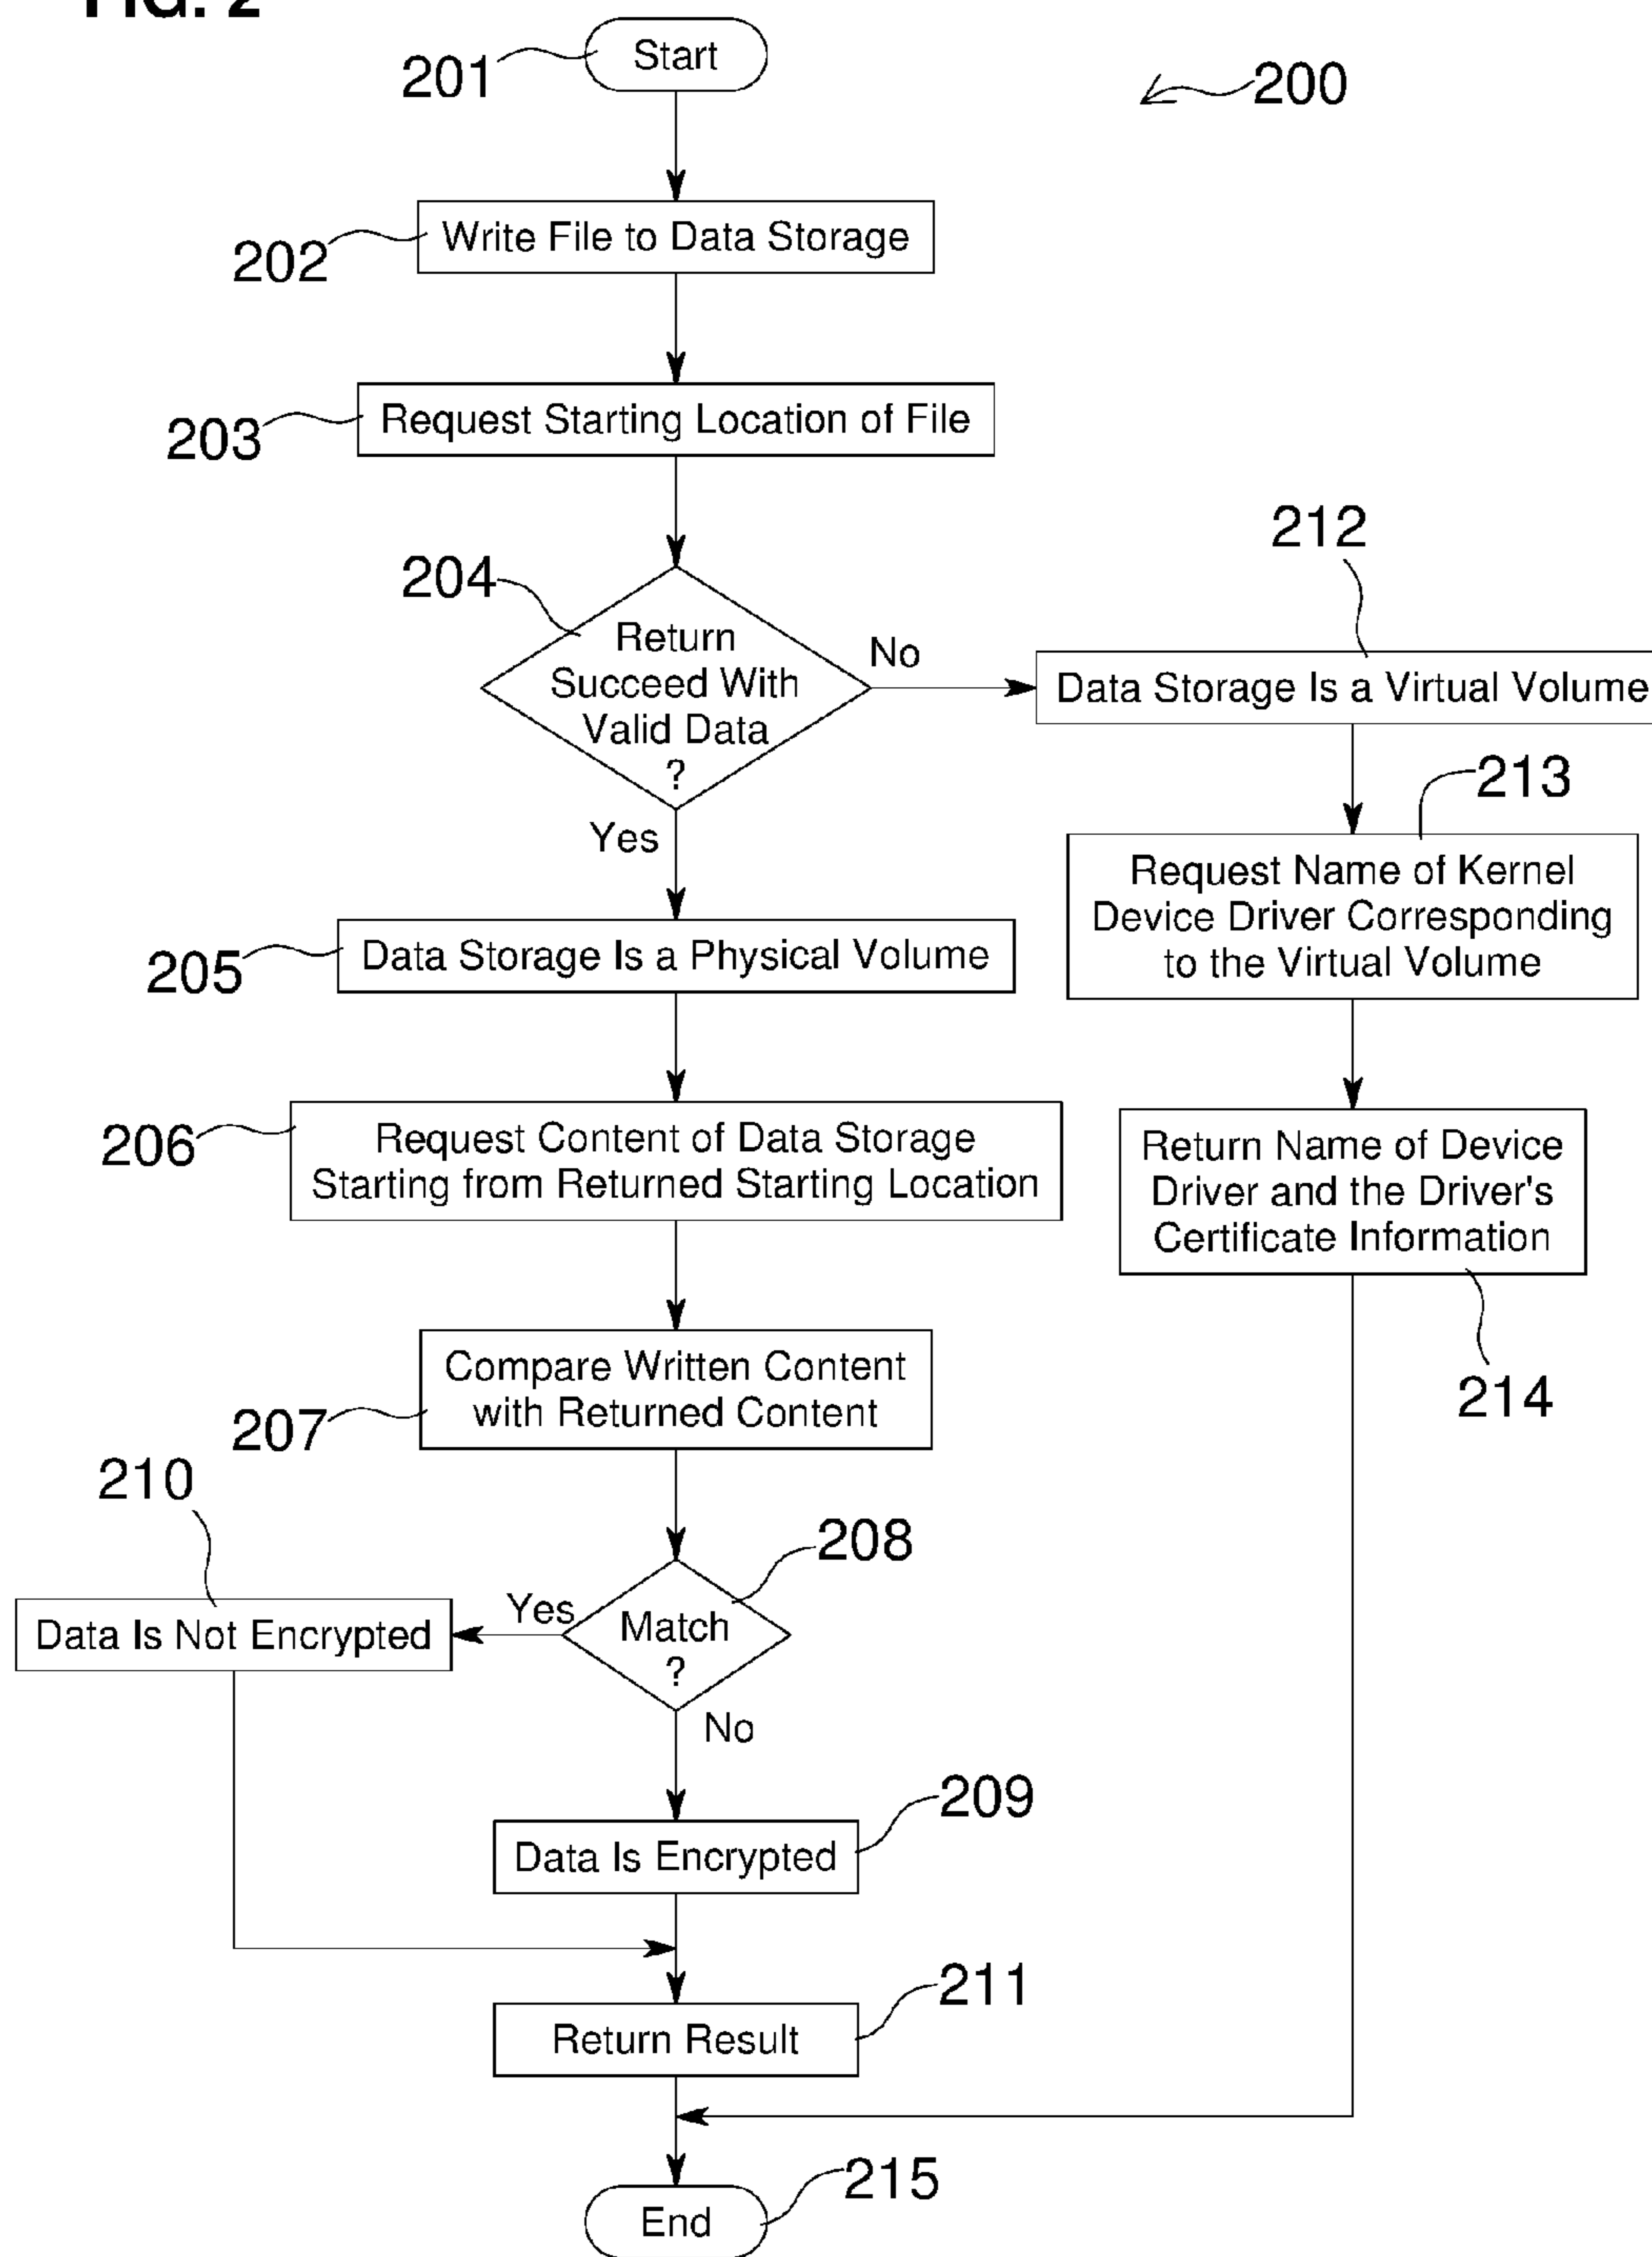 FIG. 2
Start
201
200
Write File to Data Storage
202
Request Starting Location of File
203
204
Return
Succeed With
Valid Data
?
No
Yes
212
Data Storage Is a Virtual Volume
213
Request Name of Kernel
Device Driver Corresponding
to the Virtual Volume
205
Data Storage Is a Physical Volume
206
Request Content of Data Storage
Starting from Returned Starting Location
Return Name of Device
Driver and the Driver's
Certificate Information
214
Compare Written Content
with Returned Content
207
210
208
Data Is Not Encrypted
Yes
Match
?
No
209
Data Is Encrypted
211
Return Result
215
End